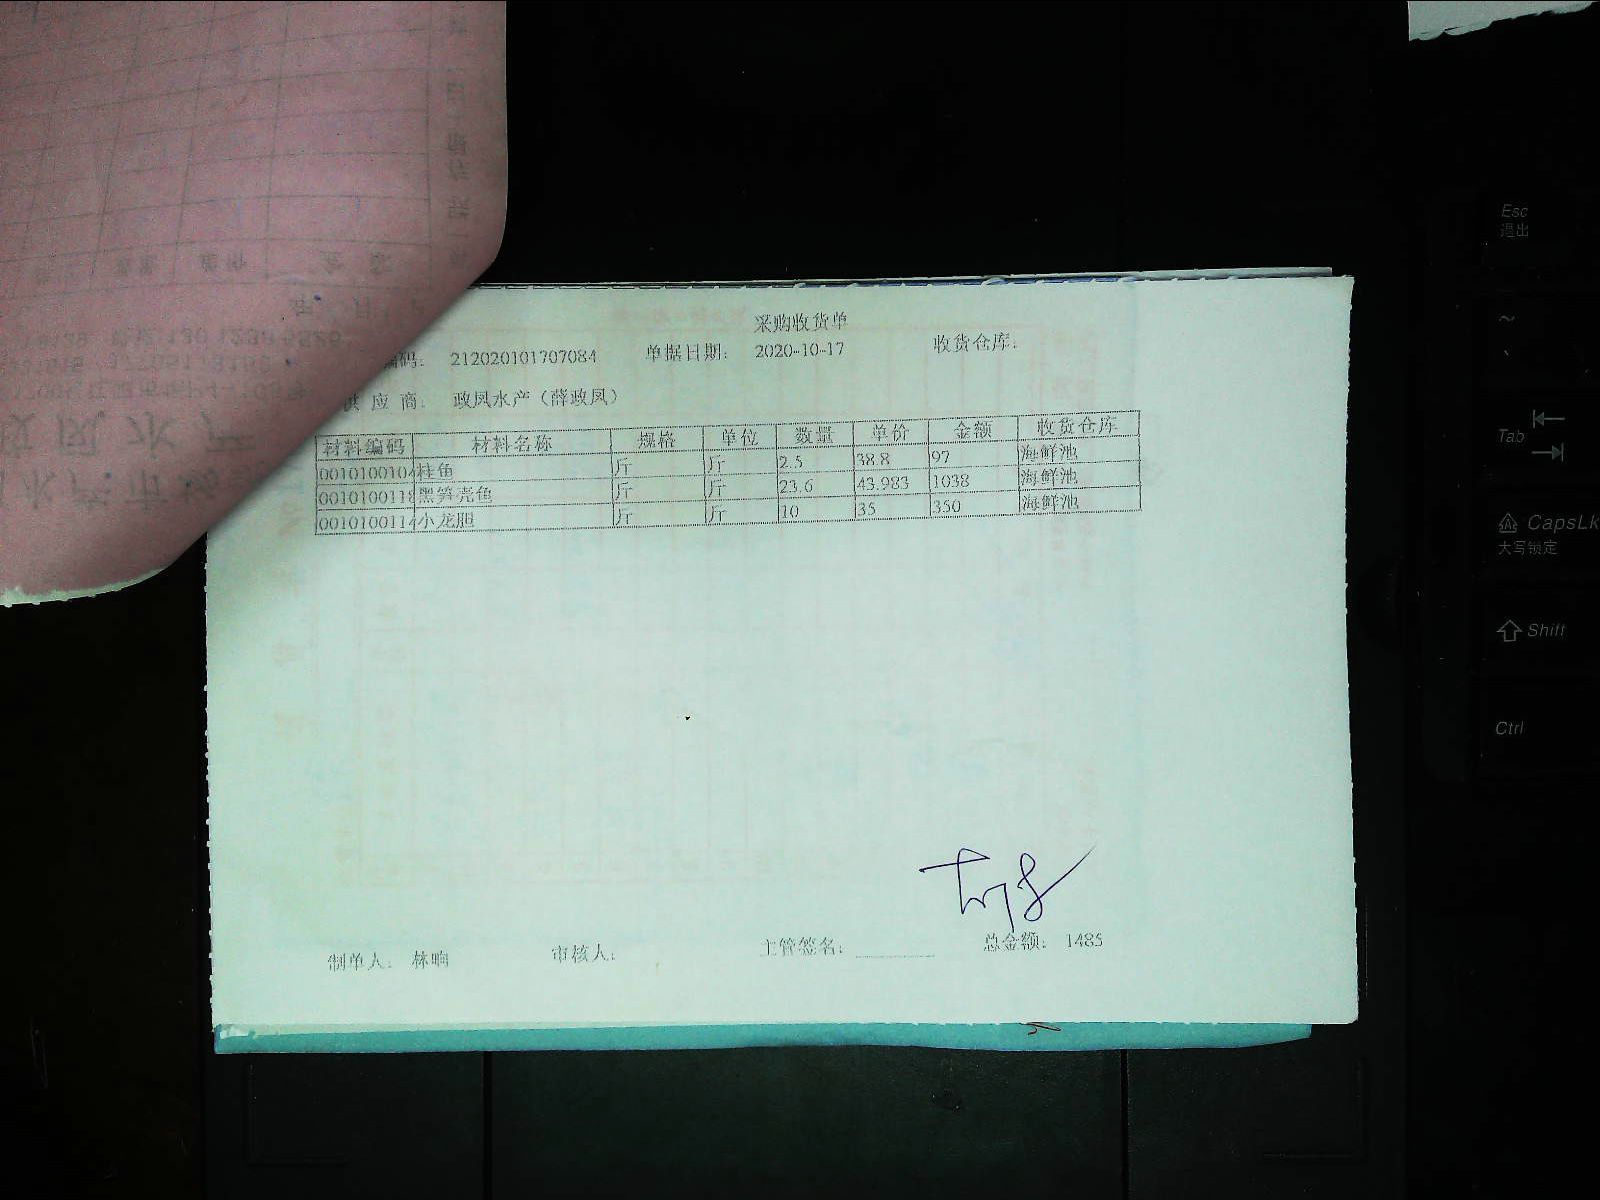 采购收货单
编码: 212020101707084 单据日期: 2020-10-17 收货仓库:
供应商: 政凤水产（薛政凤）
材料编码 材料名称 规格 单位 数量 单价 金额 收货仓库
0010100104 桂鱼 斤 斤 2.5 38.8 97 海鲜池
0010100118 黑笋壳鱼 斤 斤 23.6 43.983 1038 海鲜池
0010100114 小龙胆 斤 斤 10 35 350 海鲜池
制单人: 林晌 审核人: 主管签名: 总金额: 1485
Esc
退出
~
Tab
CapsLk
大写锁定
Shift
Ctrl